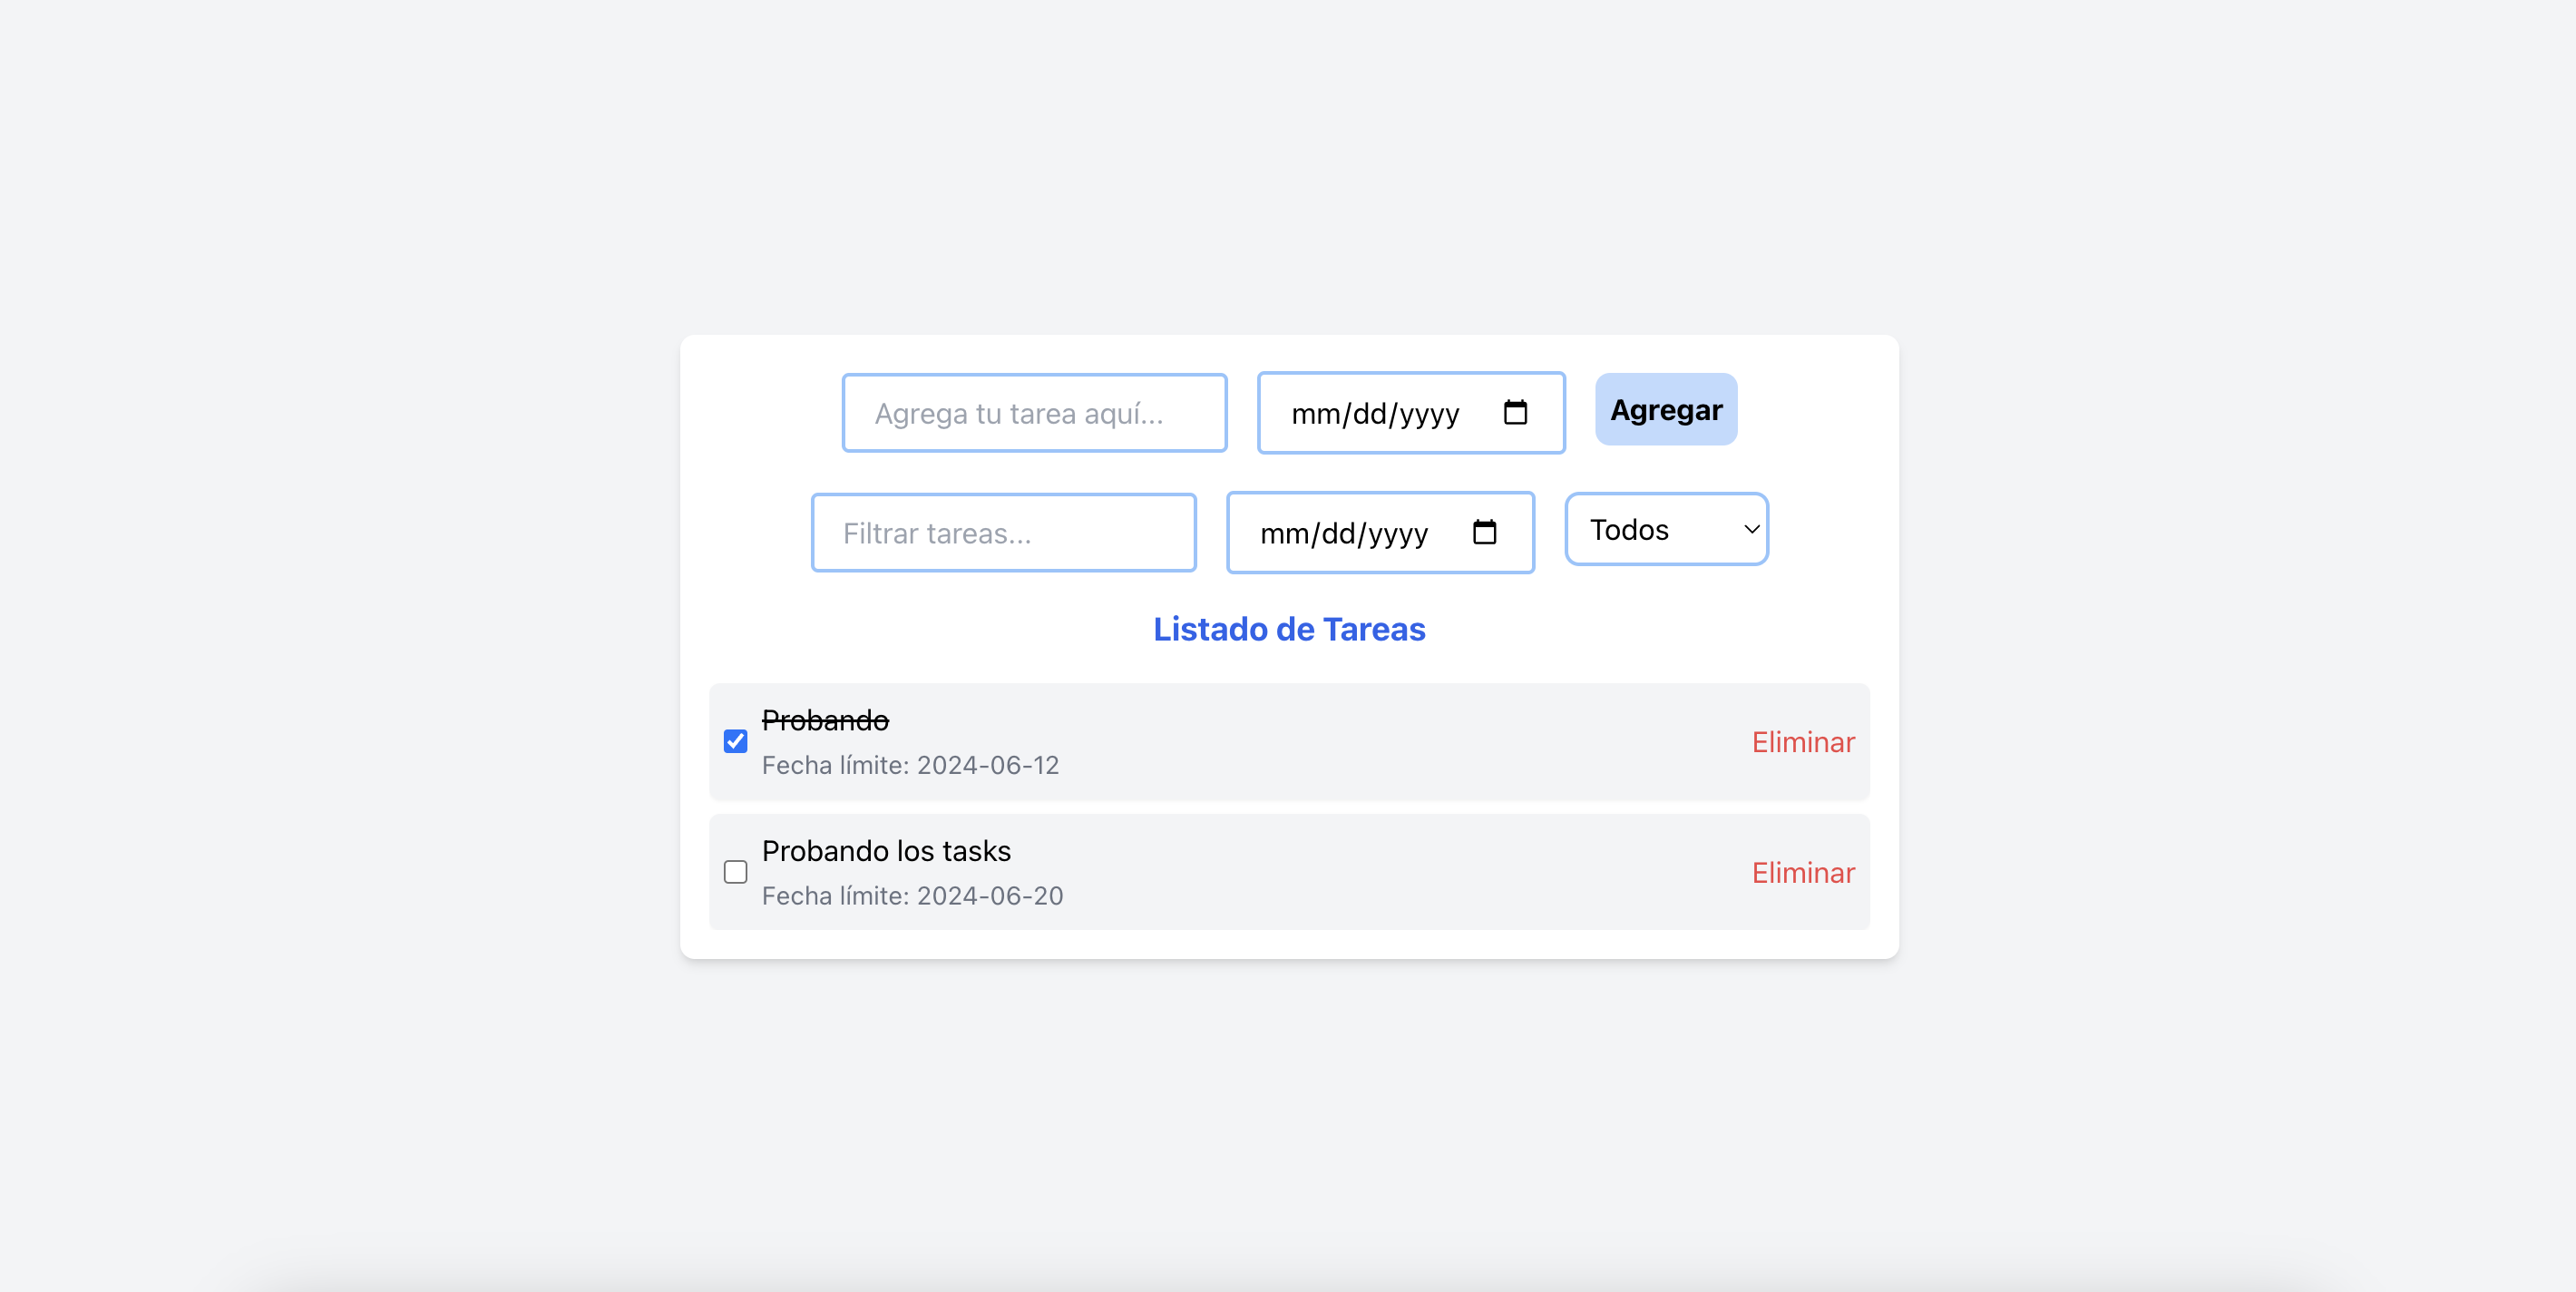 Agrega tu tarea aquí... mm/dd/yyyy Agregar
Filtrar tareas... mm/dd/yyyy Todos
Listado de Tareas
Probando
Fecha límite: 2024-06-12
Eliminar
Probando los tasks
Fecha límite: 2024-06-20
Eliminar